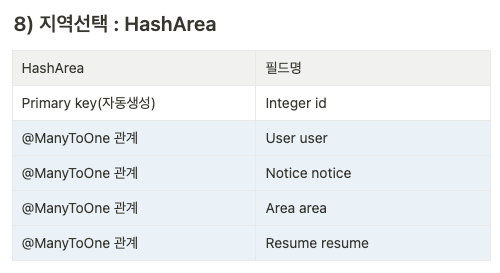 8) 지역선택 : HashArea
HashArea 필드명
Primary key(자동생성) Integer id
@ManyToOne 관계 User user
@ManyToOne 관계 Notice notice
@ManyToOne 관계 Area area
@ManyToOne 관계 Resume resume